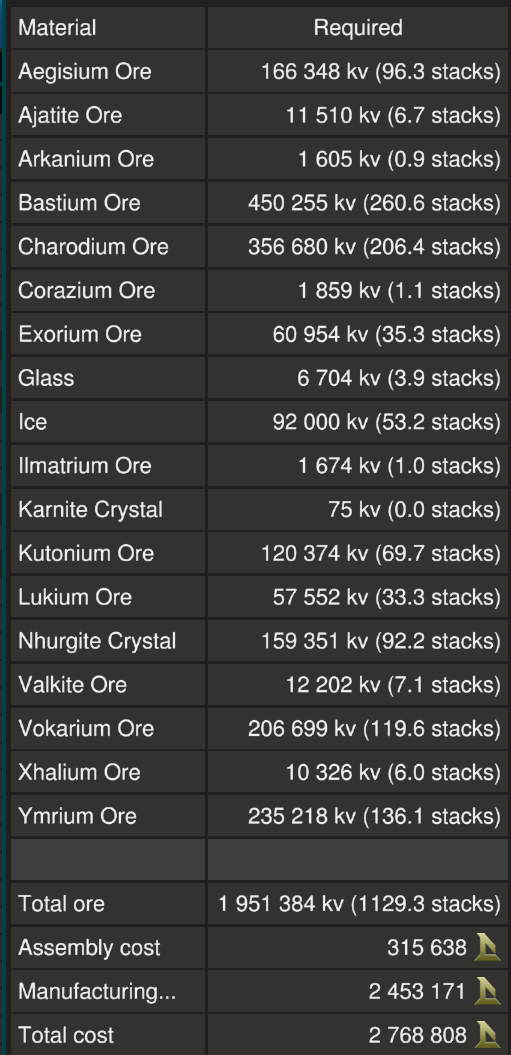 Material Required
Aegisium Ore 166 348 kv (96.3 stacks)
Ajatite Ore 11 510 kv (6.7 stacks)
Arkanium Ore 1 605 kv (0.9 stacks)
Bastium Ore 450 255 kv (260.6 stacks)
Charodium Ore 356 680 kv (206.4 stacks)
Corazium Ore 1 859 kv (1.1 stacks)
Exorium Ore 60 954 kv (35.3 stacks)
Glass 6 704 kv (3.9 stacks)
Ice 92 000 kv (53.2 stacks)
Ilmatrium Ore 1 674 kv (1.0 stacks)
Karnite Crystal 75 kv (0.0 stacks)
Kutonium Ore 120 374 kv (69.7 stacks)
Lukium Ore 57 552 kv (33.3 stacks)
Nhurgite Crystal 159 351 kv (92.2 stacks)
Valkite Ore 12 202 kv (7.1 stacks)
Vokarium Ore 206 699 kv (119.6 stacks)
Xhalium Ore 10 326 kv (6.0 stacks)
Ymrium Ore 235 218 kv (136.1 stacks)
Total ore 1 951 384 kv (1129.3 stacks)
Assembly cost 315 638
Manufacturing... 2 453 171
Total cost 2 768 808